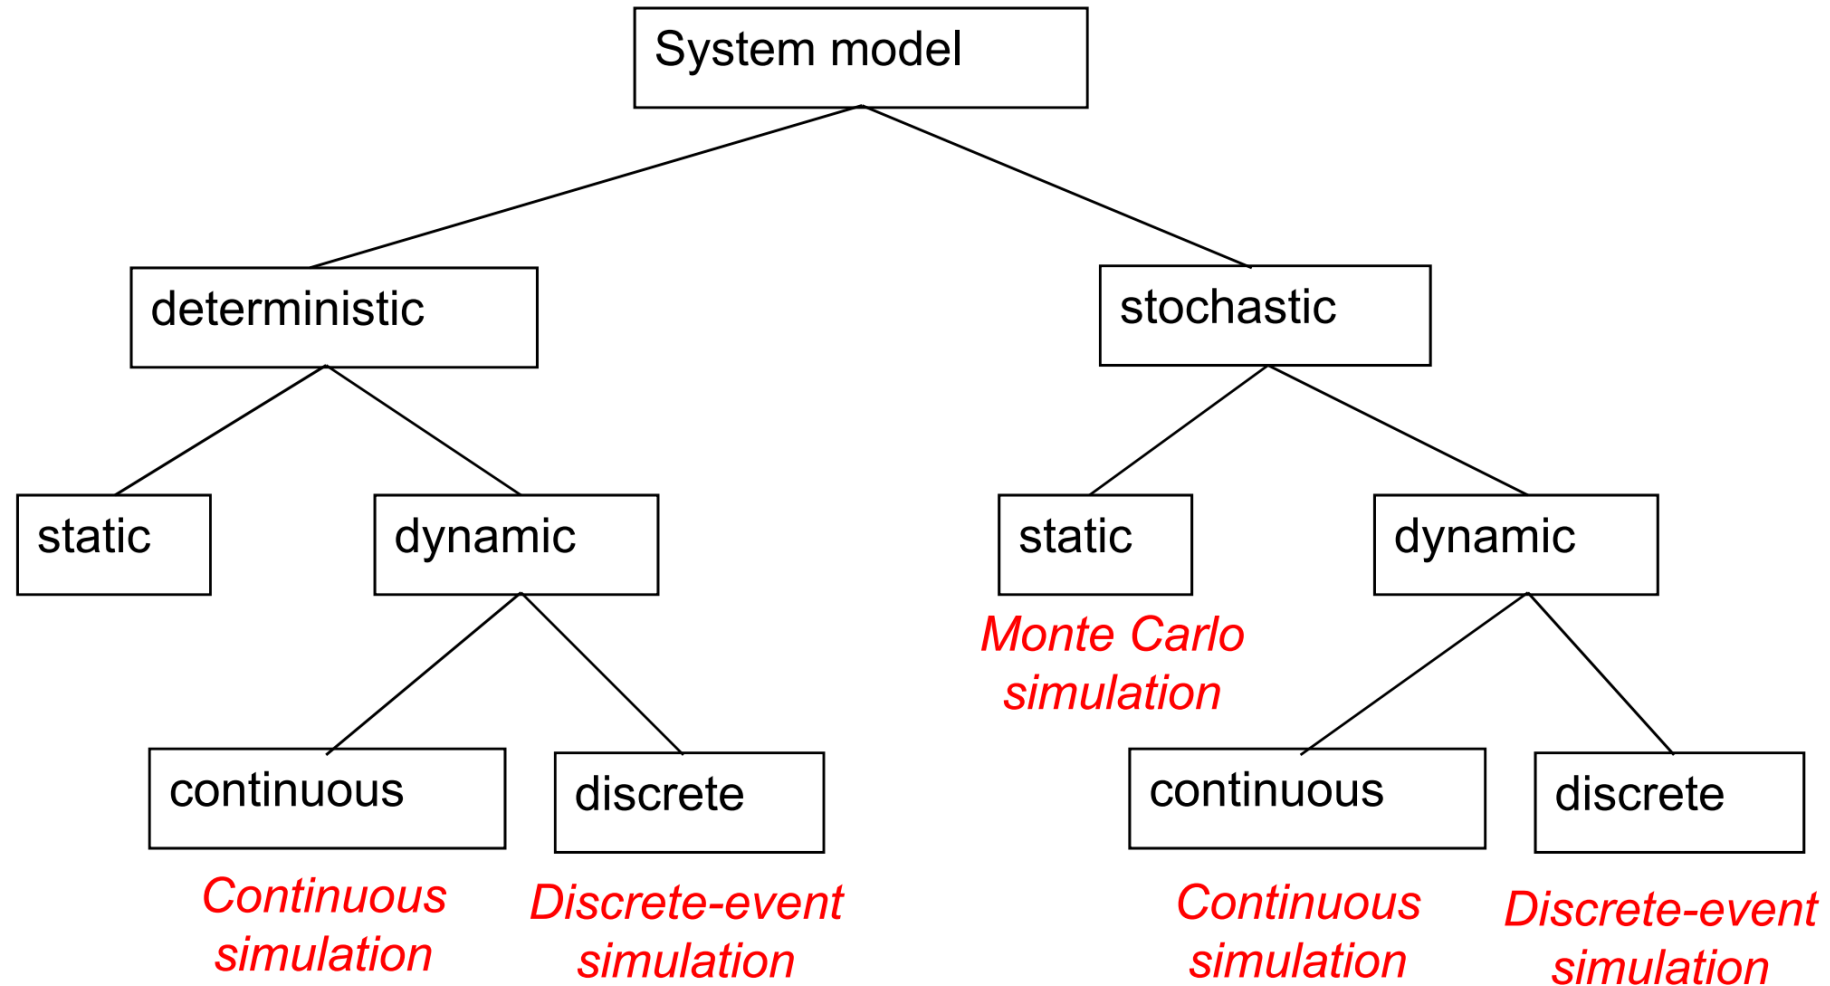 System model
deterministic
stochastic
static
dynamic
static
dynamic
Monte Carlo
simulation
continuous
discrete
continuous
discrete
Continuous
simulation
Discrete-event
simulation
Continuous
simulation
Discrete-event
simulation